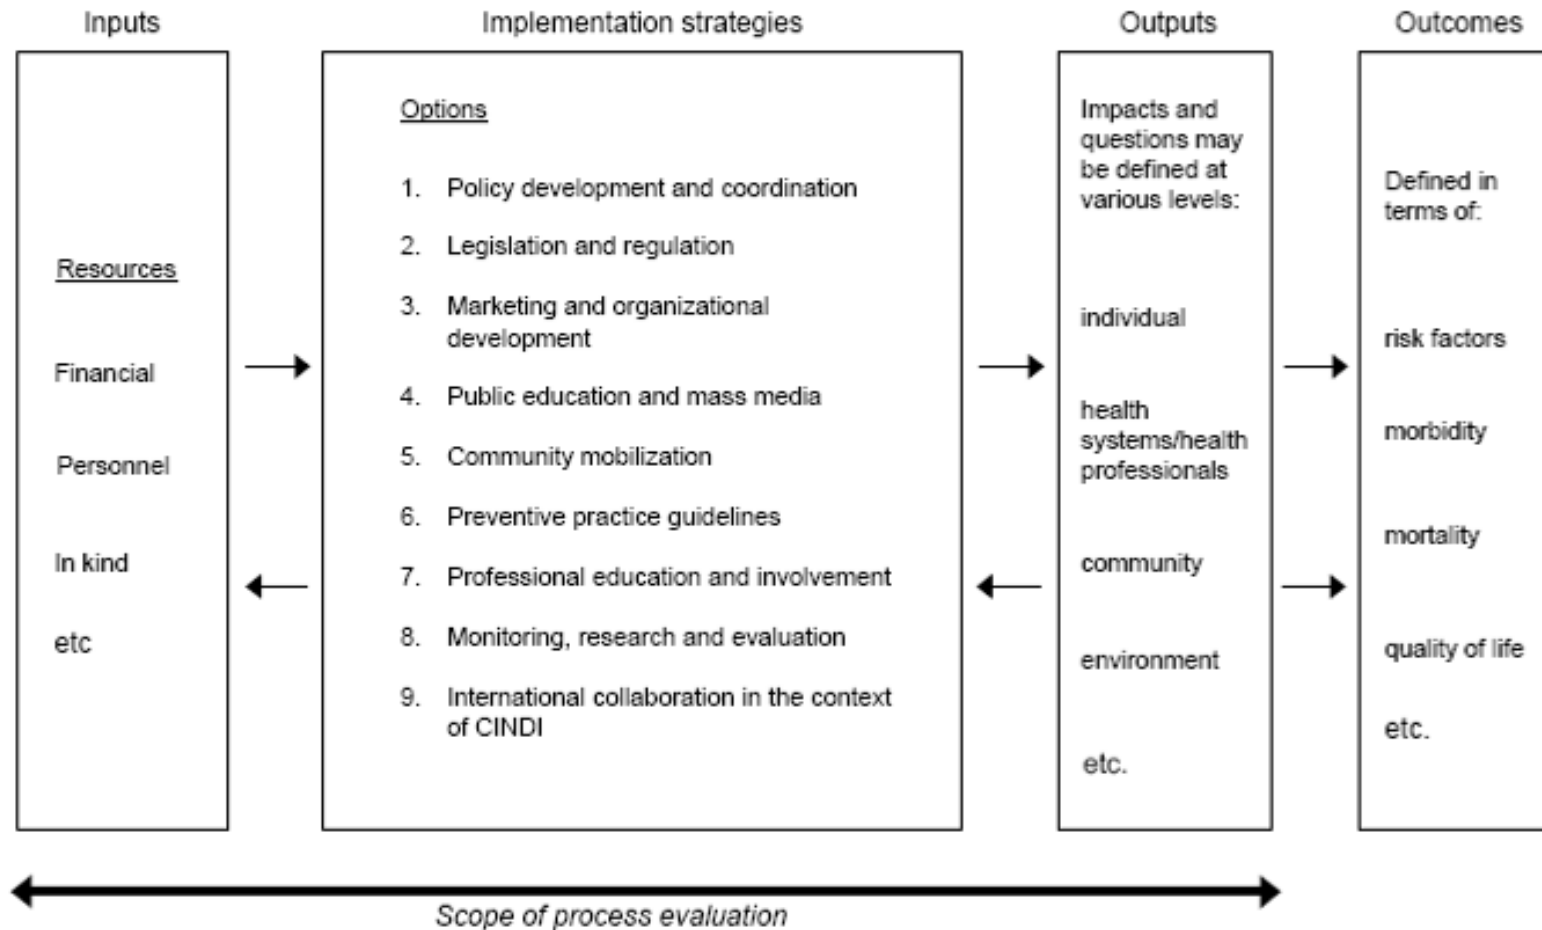 Inputs
Implementation strategies
Outputs
Outcomes
Resources
Financial
Personnel
In kind
etc
Options
1. Policy development and coordination
2. Legislation and regulation
3. Marketing and organizational
development
4. Public education and mass media
5. Community mobilization
6. Preventive practice guidelines
7. Professional education and involvement
8. Monitoring, research and evaluation
9. International collaboration in the context
of CINDI
Impacts and
questions may
be defined at
various levels:
individual
health
systems/health
professionals
community
environment
etc.
Defined in
terms of:
risk factors
morbidity
mortality
quality of life
etc.
Scope of process evaluation